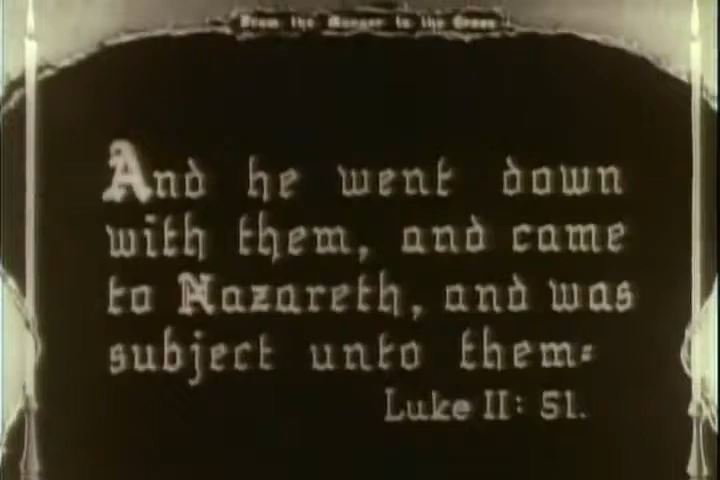 From the Manger to the Cross
And he went down
with them, and came
to Nazareth, and was
subject unto them:
Luke II: 51.